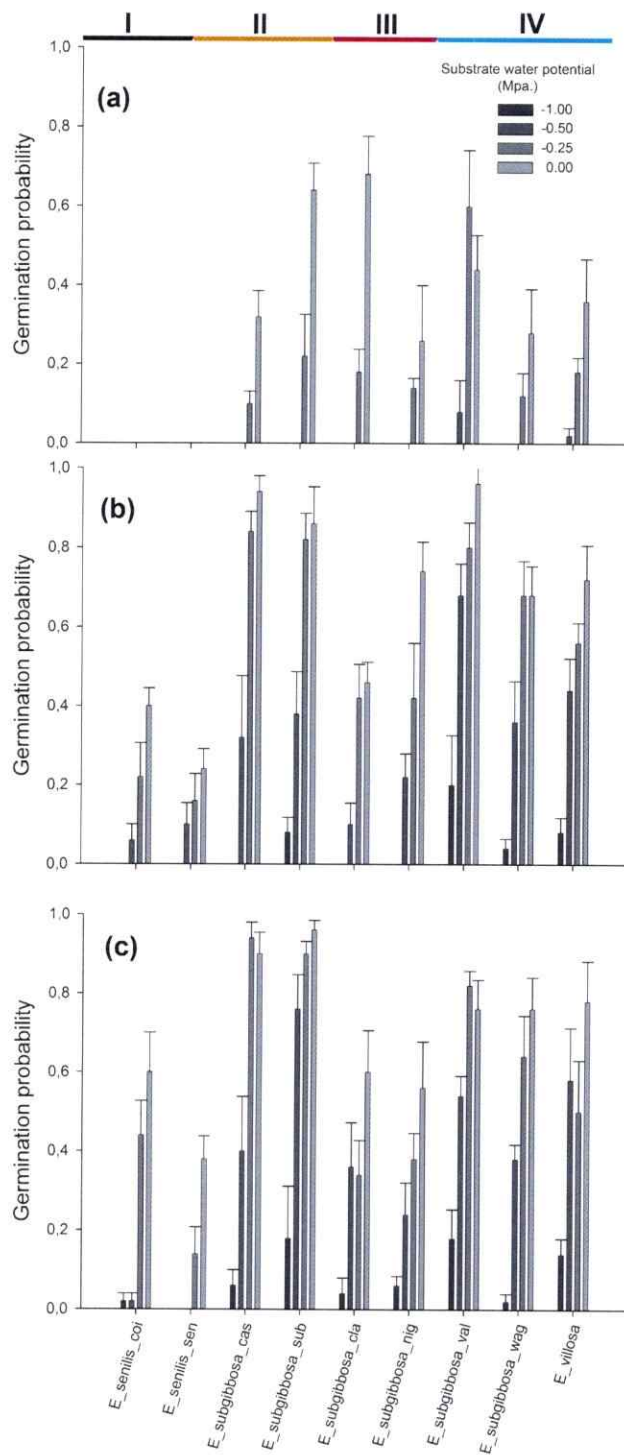 I II III IV
Substrate water potential
(Mpa.)
-1.00
-0.50
-0.25
0.00
(a)
Germination probability
1,0
0,8
0,6
0,4
0,2
0,0
(b)
Germination probability
1,0
0,8
0,6
0,4
0,2
0,0
(c)
Germination probability
1,0
0,8
0,6
0,4
0,2
0,0
E_senilis_coi
E_senilis_sen
E_subgibbosa_cas
E_subgibbosa_sub
E_subgibbosa_cla
E_subgibbosa_nig
E_subgibbosa_val
E_subgibbosa_wag
E_villosa